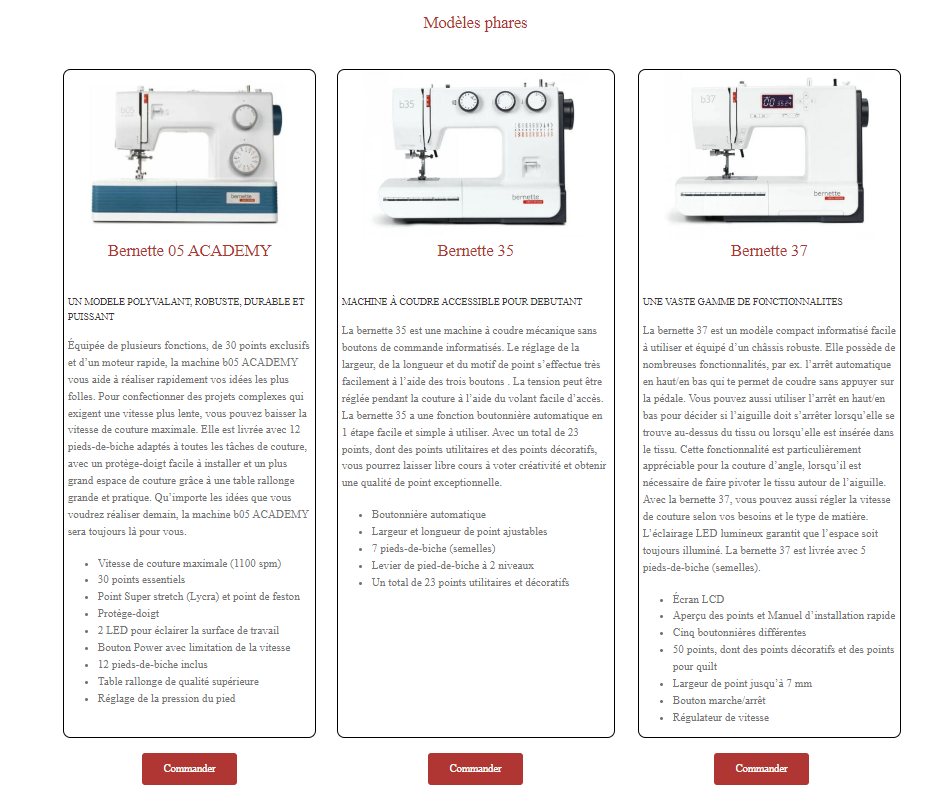 Modèles phares
b05
bernette
Bernette 05 ACADEMY
UN MODELE POLYVALANT, ROBUSTE, DURABLE ET
PUISSANT
Équipée de plusieurs fonctions, de 30 points exclusifs
et d’un moteur rapide, la machine b05 ACADEMY
vous aide à réaliser rapidement vos idées les plus
folles. Pour confectionner des projets complexes qui
exigent une vitesse plus lente, vous pouvez baisser la
vitesse de couture maximale. Elle est livrée avec 12
pieds-de-biche adaptés à toutes les tâches de couture,
avec un protège-doigt facile à installer et un plus
grand espace de couture grâce à une table rallonge
grande et pratique. Qu’importe les idées que vous
voudrez réaliser demain, la machine b05 ACADEMY
sera toujours là pour vous.
• Vitesse de couture maximale (1100 spm)
• 30 points essentiels
• Point Super stretch (Lycra) et point de feston
• Protège-doigt
• 2 LED pour éclairer la surface de travail
• Bouton Power avec limitation de la vitesse
• 12 pieds-de-biche inclus
• Table rallonge de qualité supérieure
• Réglage de la pression du pied
Commander
b35
bernette
Bernette 35
MACHINE À COUDRE ACCESSIBLE POUR DEBUTANT
La bernette 35 est une machine à coudre mécanique sans
boutons de commande informatisés. Le réglage de la
largeur, de la longueur et du motif de point s’effectue très
facilement à l’aide des trois boutons . La tension peut être
réglée pendant la couture à l’aide du volant facile d’accès.
La bernette 35 a une fonction boutonnière automatique en
1 étape facile et simple à utiliser. Avec un total de 23
points, dont des points utilitaires et des points décoratifs,
vous pourrez laisser libre cours à voter créativité et obtenir
une qualité de point exceptionnelle.
• Boutonnière automatique
• Largeur et longueur de point ajustables
• 7 pieds-de-biche (semelles)
• Levier de pied-de-biche à 2 niveaux
• Un total de 23 points utilitaires et décoratifs
Commander
b37
bernette
Bernette 37
UNE VASTE GAMME DE FONCTIONNALITES
La bernette 37 est un modèle compact informatisé facile
à utiliser et équipé d’un châssis robuste. Elle possède de
nombreuses fonctionnalités, par ex. l’arrêt automatique
en haut/en bas qui te permet de coudre sans appuyer sur
la pédale. Vous pouvez aussi utiliser l’arrêt en haut/en
bas pour décider si l’aiguille doit s’arrêter lorsqu’elle se
trouve au-dessus du tissu ou lorsqu’elle est insérée dans
le tissu. Cette fonctionnalité est particulièrement
appréciable pour la couture d’angle, lorsqu’il est
nécessaire de faire pivoter le tissu autour de l’aiguille.
Avec la bernette 37, vous pouvez aussi régler la vitesse
de couture selon vos besoins et le type de matière.
L’éclairage LED lumineux garantit que l’espace soit
toujours illuminé. La bernette 37 est livrée avec 5
pieds-de-biche (semelles).
• Écran LCD
• Aperçu des points et Manuel d’installation rapide
• Cinq boutonnières différentes
• 50 points, dont des points décoratifs et des points
pour quilt
• Largeur de point jusqu’à 7 mm
• Bouton marche/arrêt
• Régulateur de vitesse
Commander